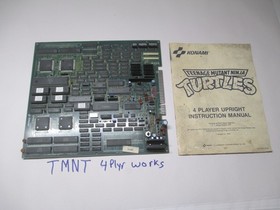 KONAMI
TEENAGE MUTANT NINJA
TURTLES
4 PLAYER UPRIGHT
INSTRUCTION MANUAL
TMNT 4Plyr works